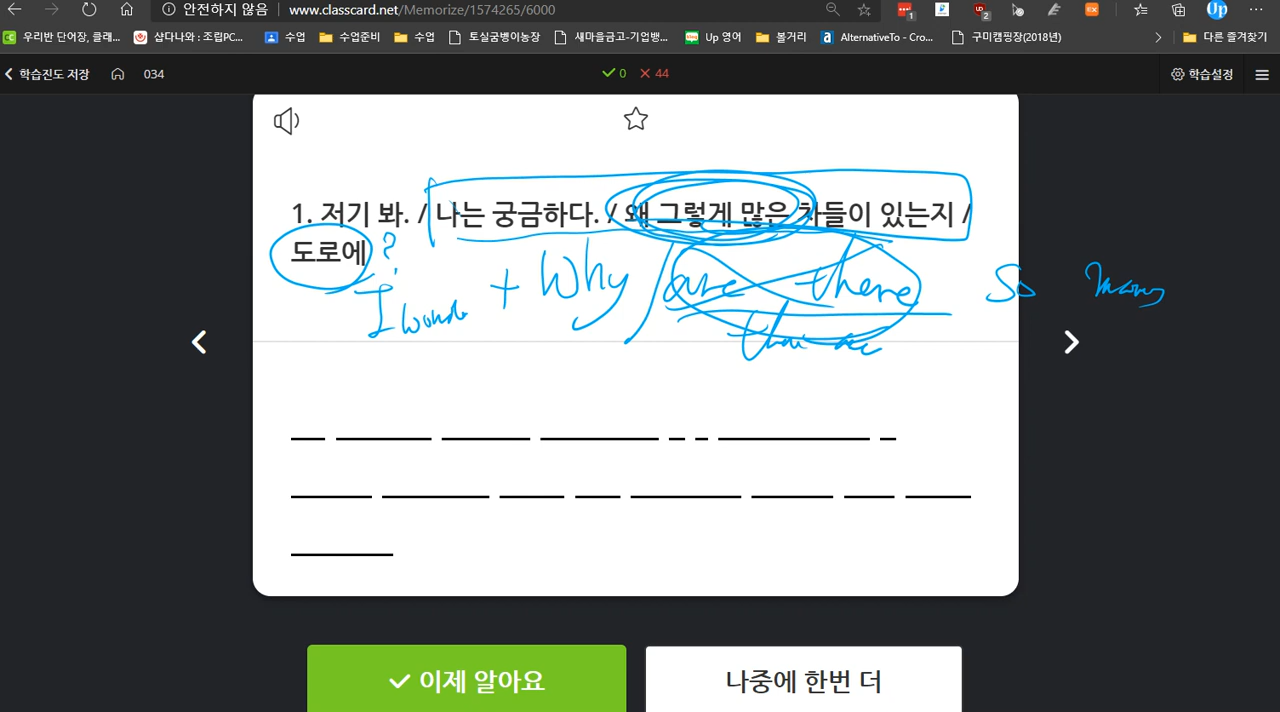 안전하지 않음 | www.classcard.net/Memorize/1574265/6000
우리반 단어장, 클래... 샵다나와 : 조립PC... 수업 수업준비 수업 토실굼벵이농장 새마을금고-기업뱅... Up 영어 볼거리 AlternativeTo - Cro... 구미캠핑장(2018년) 다른 즐겨찾기
학습진도 저장 034 0 44 학습설정
1. 저기 봐. / 나는 궁금하다. / 왜 그렇게 많은 차들이 있는지 /
도로에
?
I wonder + Why / are there so many
이제 알아요 나중에 한번 더